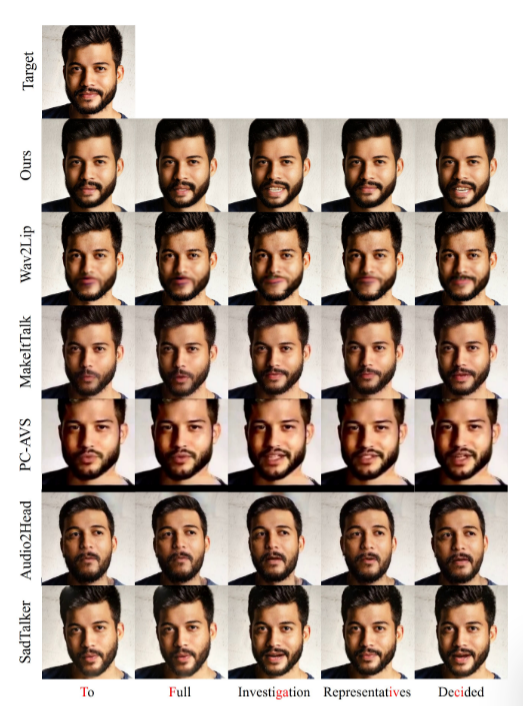 Target
Ours
Wav2Lip
MakeItTalk
PC-AVS
Audio2Head
SadTalker
To Full Investigation Representatives Decided